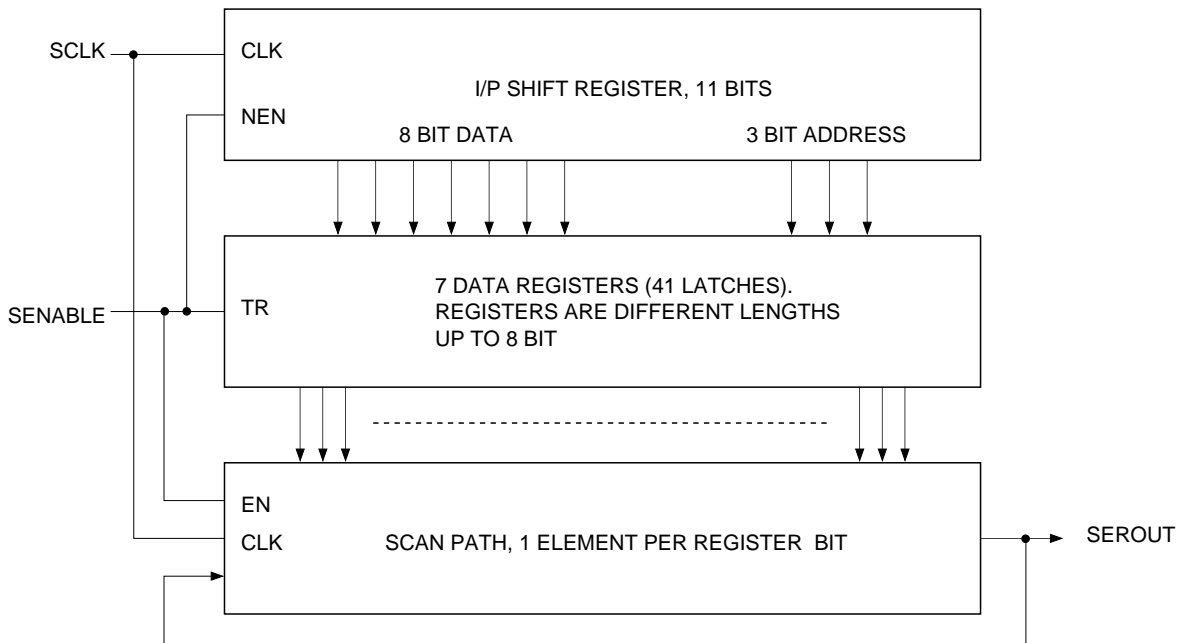 SCLK
CLK
I/P SHIFT REGISTER, 11 BITS
NEN
8 BIT DATA
3 BIT ADDRESS
SENABLE
TR
7 DATA REGISTERS (41 LATCHES).
REGISTERS ARE DIFFERENT LENGTHS
UP TO 8 BIT
EN
CLK
SCAN PATH, 1 ELEMENT PER REGISTER BIT
SEROUT